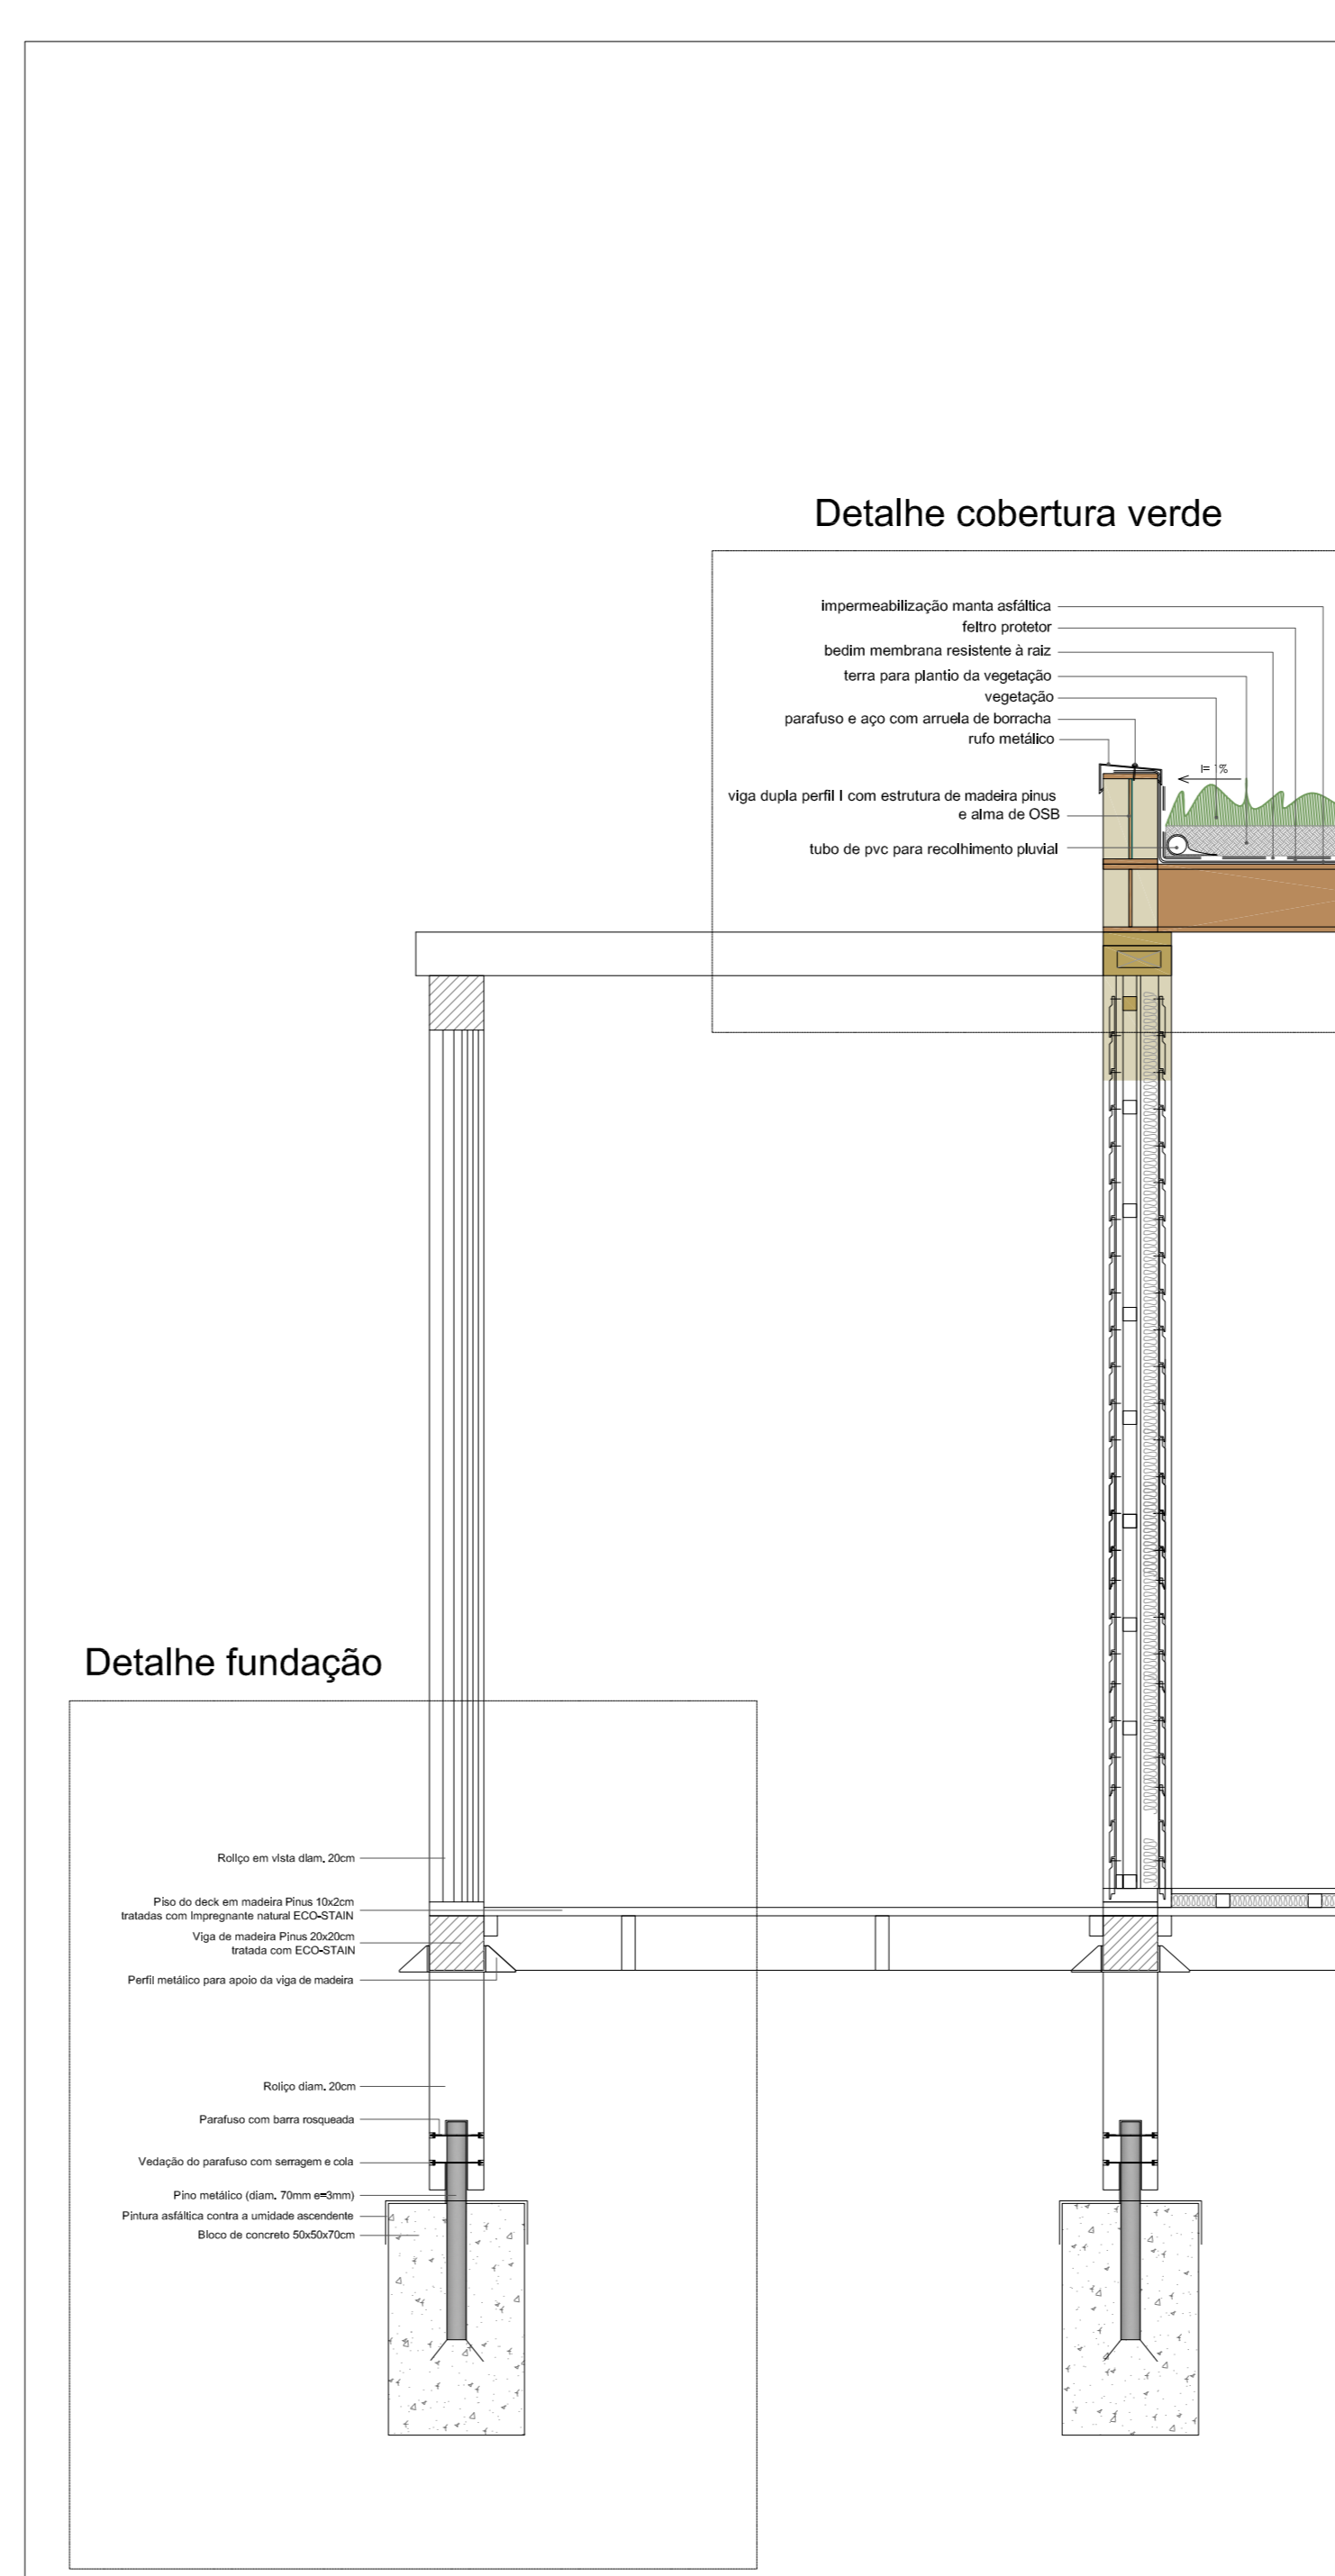 Detalhe cobertura verde
impermeabilização manta asfáltica
feltro protetor
bedim membrana resistente à raiz
terra para plantio da vegetação
vegetação
parafuso e aço com arruela de borracha
rufo metálico
I= 1%
viga dupla perfil I com estrutura de madeira pinus
e alma de OSB
tubo de pvc para recolhimento pluvial
Detalhe fundação
Roliço em vista diam. 20cm
Piso do deck em madeira Pinus 10x2cm
tratadas com Impregnante natural ECO-STAIN
Viga de madeira Pinus 20x20cm
tratada com ECO-STAIN
Perfil metálico para apoio da viga de madeira
Roliço diam. 20cm
Parafuso com barra rosqueada
Vedação do parafuso com serragem e cola
Pino metálico (diam. 70mm e=3mm)
Pintura asfáltica contra a umidade ascendente
Bloco de concreto 50x50x70cm